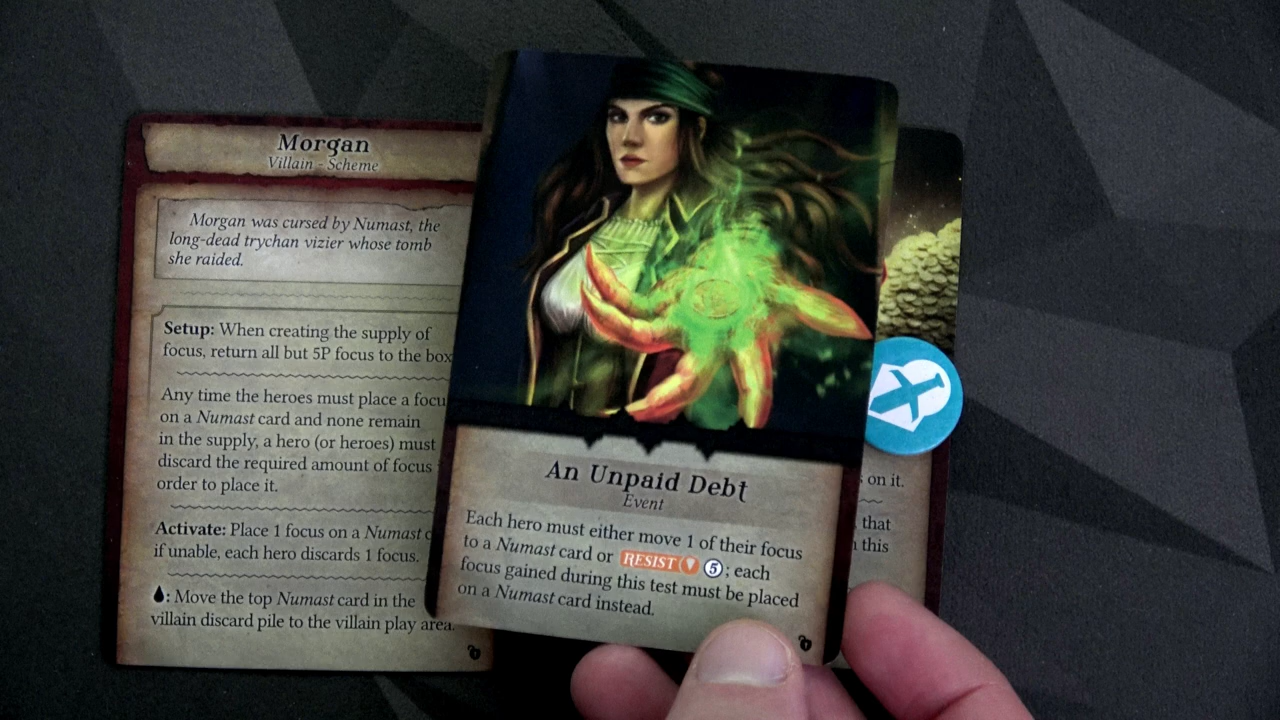 Morgan
Villain - Scheme
Morgan was cursed by Numast, the
long-dead trychan vizier whose tomb
she raided.
Setup: When creating the supply of
focus, return all but 5P focus to the box
Any time the heroes must place a focu
on a Numast card and none remain
in the supply, a hero (or heroes) must
discard the required amount of focus
order to place it.
Activate: Place 1 focus on a Numast c
if unable, each hero discards 1 focus.
: Move the top Numast card in the
villain discard pile to the villain play area.
An Unpaid Debt
Event
Each hero must either move 1 of their focus
to a Numast card or RESIST 5; each
focus gained during this test must be placed
on a Numast card instead.
on it.
, that
this